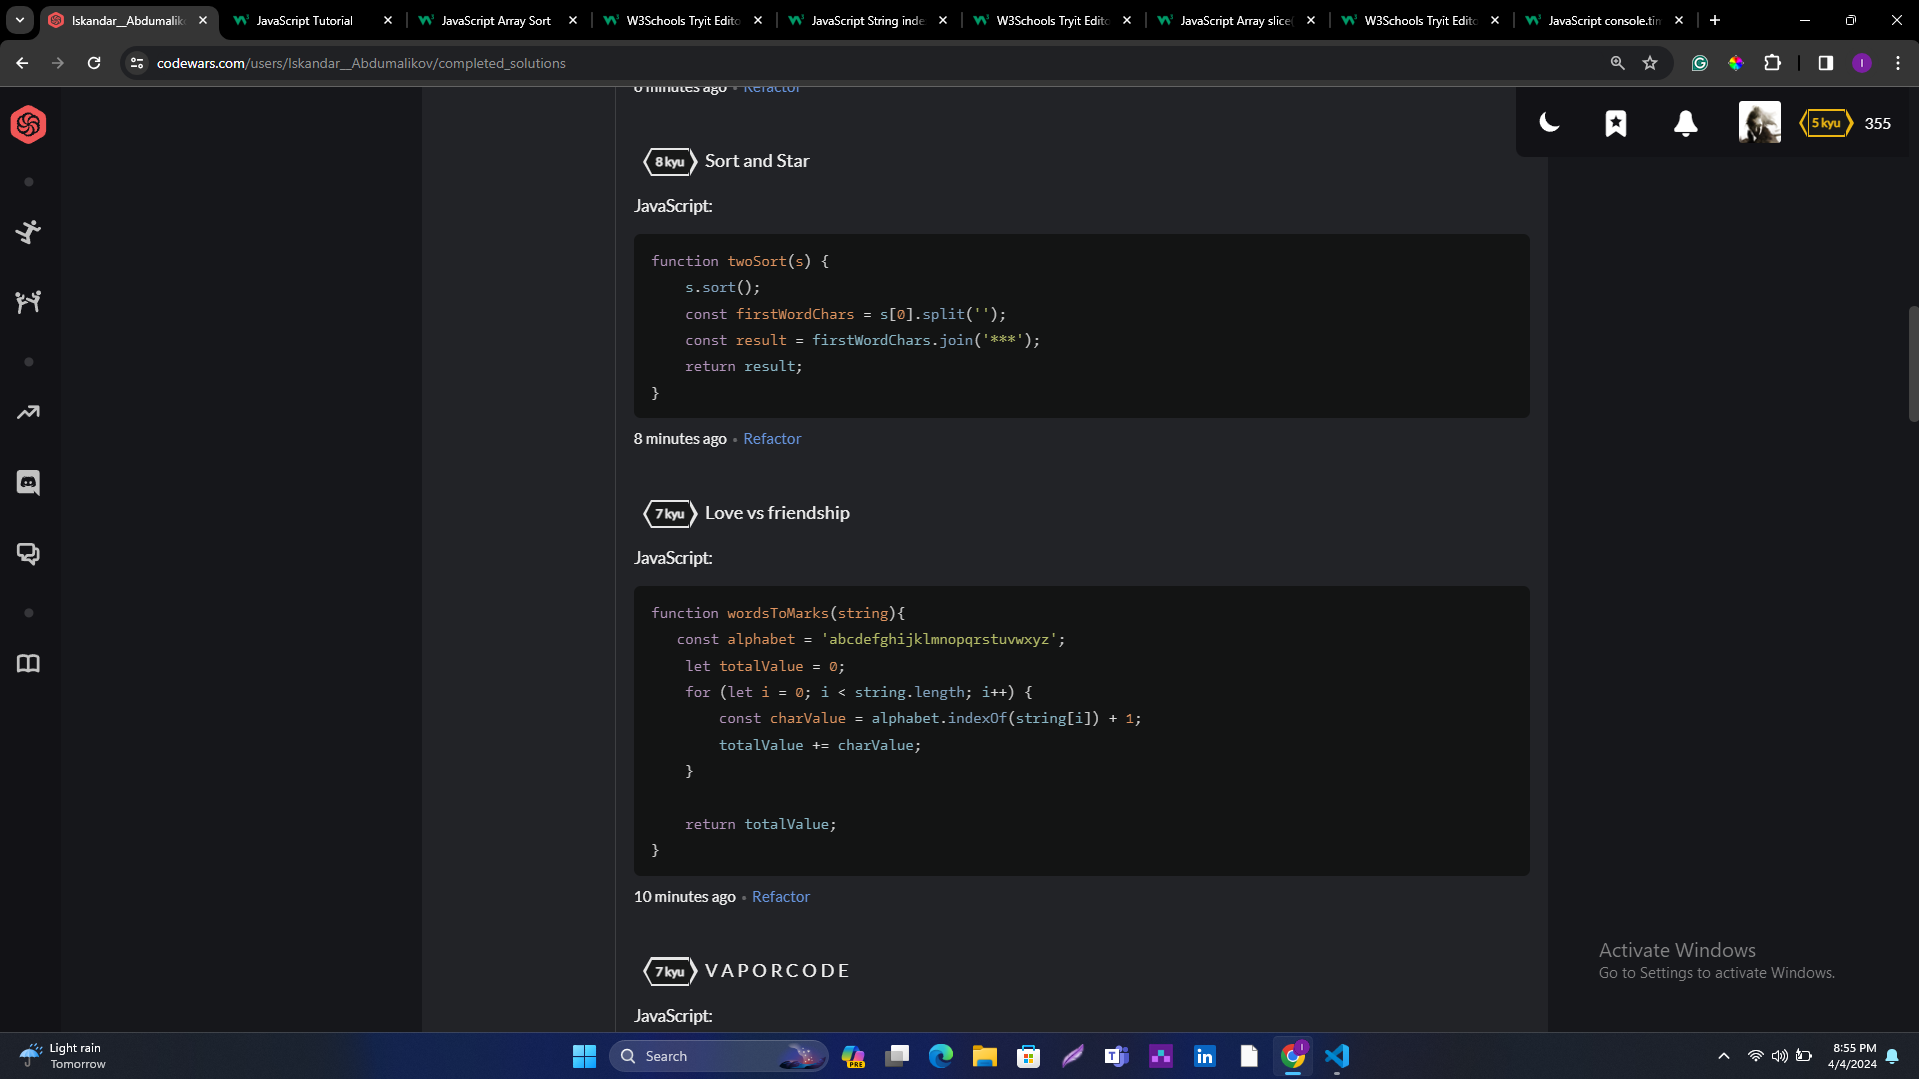 Iskandar__Abdumaliko
JavaScript Tutorial
JavaScript Array Sort
W3Schools Tryit Edito
JavaScript String inde
W3Schools Tryit Edito
JavaScript Array slice(
W3Schools Tryit Edito
JavaScript console.tim
codewars.com/users/Iskandar__Abdumalikov/completed_solutions
6 minutes ago • Refactor
5 kyu 355
8 kyu Sort and Star
JavaScript:
function twoSort(s) {
    s.sort();
    const firstWordChars = s[0].split('');
    const result = firstWordChars.join('***');
    return result;
}
8 minutes ago • Refactor
7 kyu Love vs friendship
JavaScript:
function wordsToMarks(string){
   const alphabet = 'abcdefghijklmnopqrstuvwxyz';
    let totalValue = 0;
    for (let i = 0; i < string.length; i++) {
        const charValue = alphabet.indexOf(string[i]) + 1;
        totalValue += charValue;
    }
    return totalValue;
}
10 minutes ago • Refactor
7 kyu V A P O R C O D E
JavaScript:
Activate Windows
Go to Settings to activate Windows.
Light rain
Tomorrow
Search
PRE
8:55 PM
4/4/2024